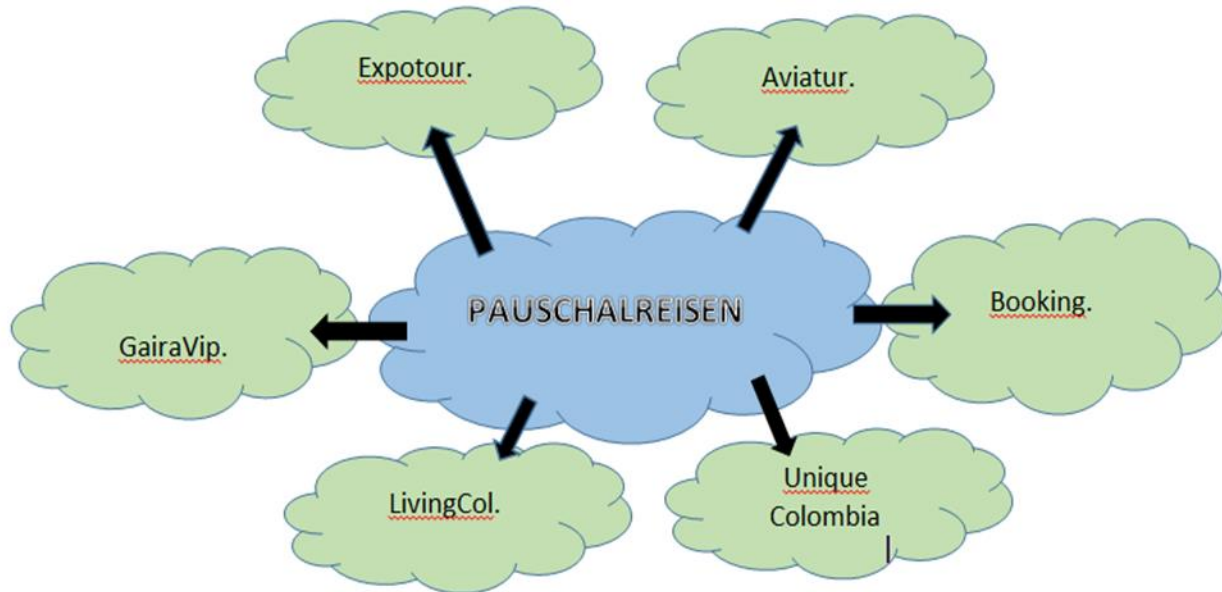 Expotour.
Aviatur.
PAUSCHALREISEN
Booking.
GairaVip.
LivingCol.
Unique
Colombia